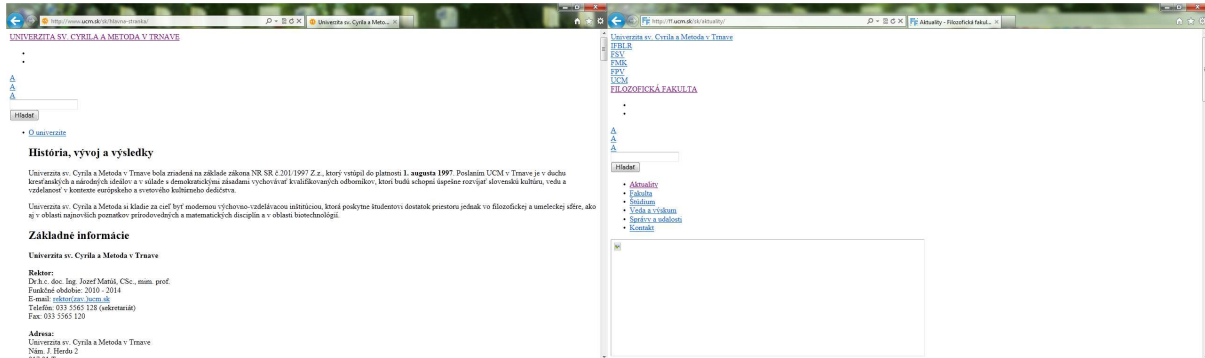 http://www.ucm.sk/sk/hlavna-stranka/
Univerzita sv. Cyrila a Meto...
UNIVERZITA SV. CYRILA A METODA V TRNAVE
A
A
A
Hľadať
O univerzite
História, vývoj a výsledky
Univerzita sv. Cyrila a Metoda v Trnave bola zriadená na základe zákona NR SR č.201/1997 Z.z., ktorý vstúpil do platnosti 1. augusta 1997. Poslaním UCM v Trnave je v duchu
kresťanských a národných ideálov a v súlade s demokratickými zásadami vychovávať kvalifikovaných odborníkov, ktorí budú schopní úspešne rozvíjať slovenskú kultúru, vedu a
vzdelanosť v kontexte európskeho a svetového kultúrneho dedičstva.
Univerzita sv. Cyrila a Metoda si kladie za cieľ byť modernou výchovno-vzdelávacou inštitúciou, ktorá poskytne študentovi dostatok priestoru jednak vo filozofickej a umeleckej sfére, ako
aj v oblasti najnovších poznatkov prírodovedných a matematických disciplín a v oblasti biotechnológií.
Základné informácie
Univerzita sv. Cyrila a Metoda v Trnave
Rektor:
Dr.h.c. doc. Ing. Jozef Matúš, CSc., mim. prof.
Funkčné obdobie: 2010 - 2014
E-mail: rektor(zav.)ucm.sk
Telefón: 033 5565 128 (sekretariát)
Fax: 033 5565 120
Adresa:
Univerzita sv. Cyrila a Metoda v Trnave
Nám. J. Herdu 2
http://ff.ucm.sk/sk/aktuality/
Aktuality - Filozofická fakul...
Univerzita sv. Cyrila a Metoda v Trnave
IFBLR
FSV
FMK
FPV
UCM
FILOZOFICKÁ FAKULTA
A
A
A
Hľadať
Aktuality
Fakulta
Štúdium
Veda a výskum
Správy a udalosti
Kontakt